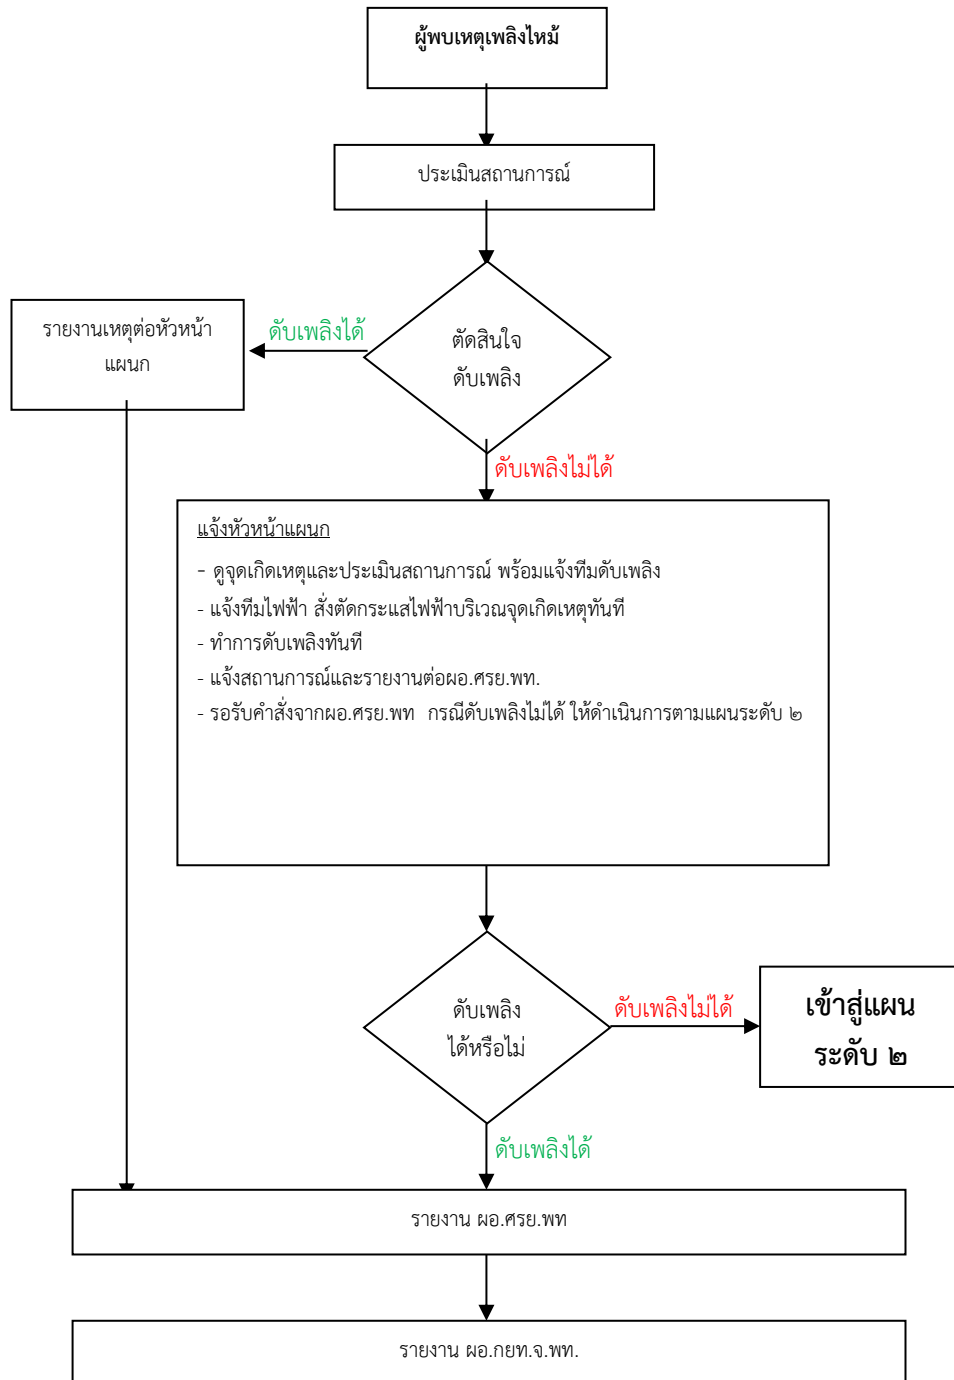 ผู้พบเหตุเพลิงไหม้
ประเมินสถานการณ์
ตัดสินใจ
ดับเพลิง
ดับเพลิงได้
รายงานเหตุต่อหัวหน้า
แผนก
ดับเพลิงไม่ได้
แจ้งหัวหน้าแผนก
- ดูจุดเกิดเหตุและประเมินสถานการณ์ พร้อมแจ้งทีมดับเพลิง
- แจ้งทีมไฟฟ้า สั่งตัดกระแสไฟฟ้าบริเวณจุดเกิดเหตุทันที
- ทำการดับเพลิงทันที
- แจ้งสถานการณ์และรายงานต่อผอ.ศรย.พท.
- รอรับคำสั่งจากผอ.ศรย.พท กรณีดับเพลิงไม่ได้ ให้ดำเนินการตามแผนระดับ ๒
ดับเพลิง
ได้หรือไม่
ดับเพลิงไม่ได้
เข้าสู่แผน
ระดับ ๒
ดับเพลิงได้
รายงาน ผอ.ศรย.พท
รายงาน ผอ.กยท.จ.พท.